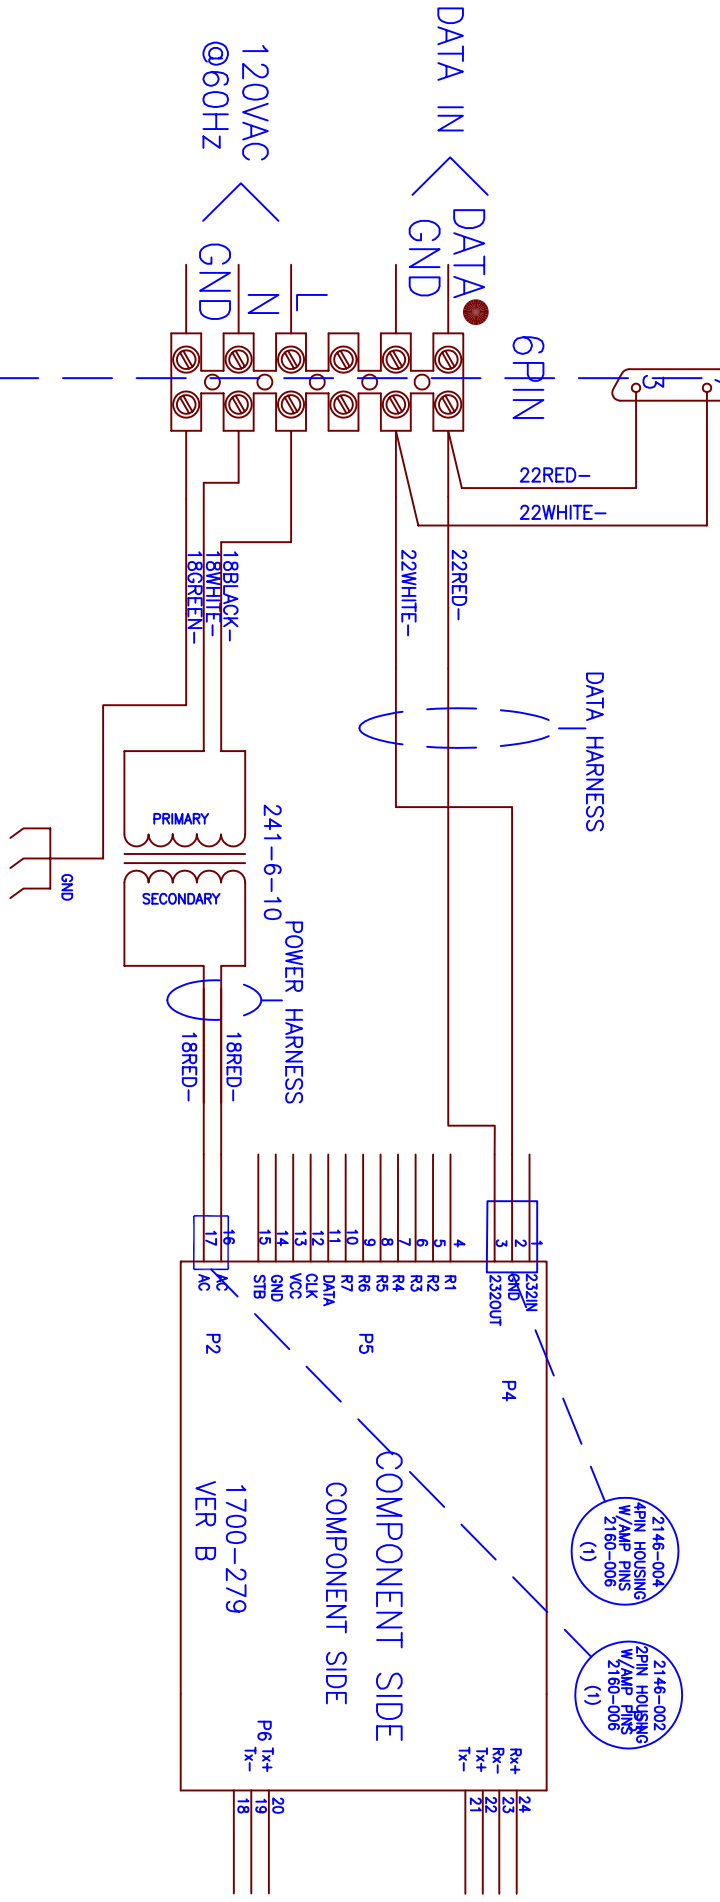 DATA IN
DATA
GND
120VAC
@60Hz
L
N
GND
6PIN
3
22RED-
22WHITE-
22RED-
22WHITE-
18BLACK-
18WHITE-
18GREEN-
DATA HARNESS
PRIMARY
SECONDARY
241-6-10
GND
POWER HARNESS
18RED-
18RED-
1
2
3
4
5
6
7
8
9
10
11
12
13
14
15
16
17
232IN
GND
232OUT
R1
R2
R3
R4
R5
R6
R7
DATA
CLK
VCC
GND
STB
AC
AC
P4
P5
P2
COMPONENT SIDE
COMPONENT SIDE
1700-279
VER B
2146-004
4PIN HOUSING
W/AMP PINS
2160-006
(1)
2146-002
2PIN HOUSING
W/AMP PINS
2160-006
(1)
Rx+
Rx-
Tx+
Tx-
P6
Tx+
Tx-
24
23
22
21
20
19
18